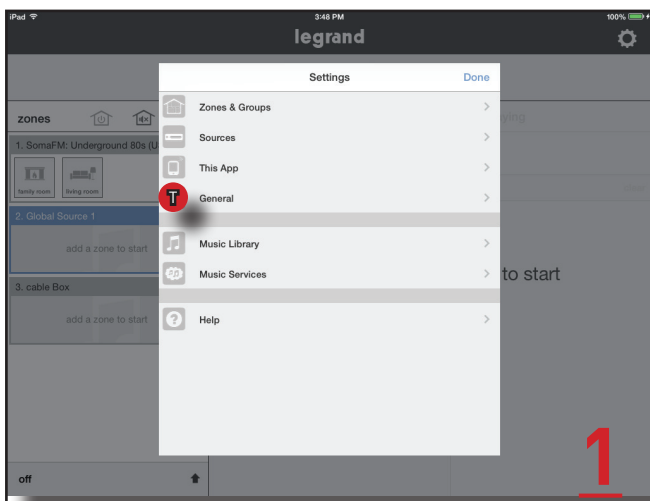 iPad 3:48 PM 100%
legrand
Settings Done
zones
Zones & Groups
ying
1. SomaFM: Underground 80s (U
Sources
This App
family room living room
T General
2. Global Source 1
add a zone to start
Music Library
Music Services
to start
3. cable Box
add a zone to start
? Help
off
1